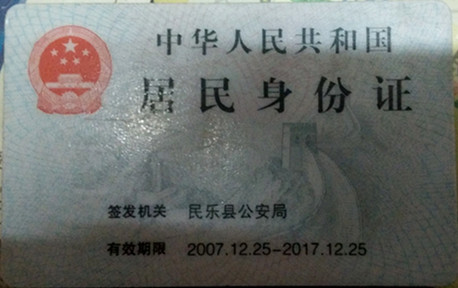 中华人民共和国
居民身份证
签发机关 民乐县公安局
有效期限 2007.12.25-2017.12.25